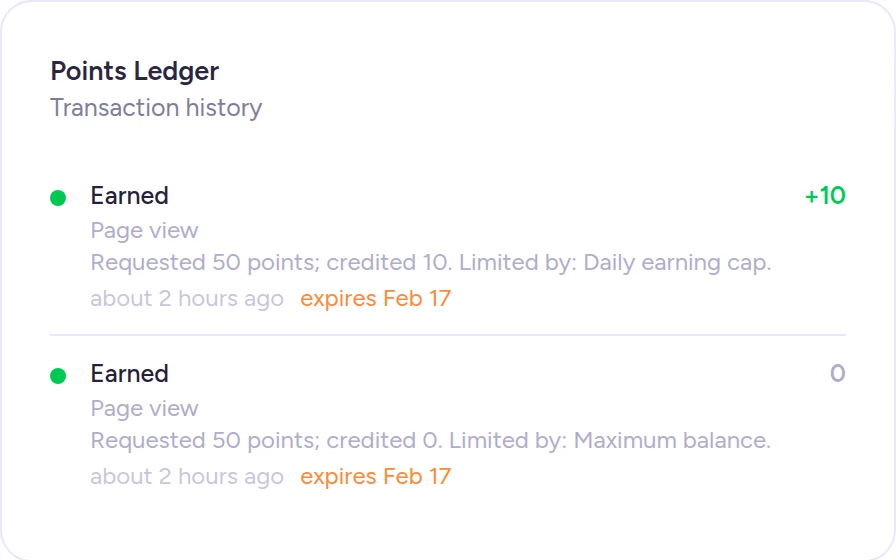 Points Ledger
Transaction history
Earned +10
Page view
Requested 50 points; credited 10. Limited by: Daily earning cap.
about 2 hours ago expires Feb 17
Earned 0
Page view
Requested 50 points; credited 0. Limited by: Maximum balance.
about 2 hours ago expires Feb 17